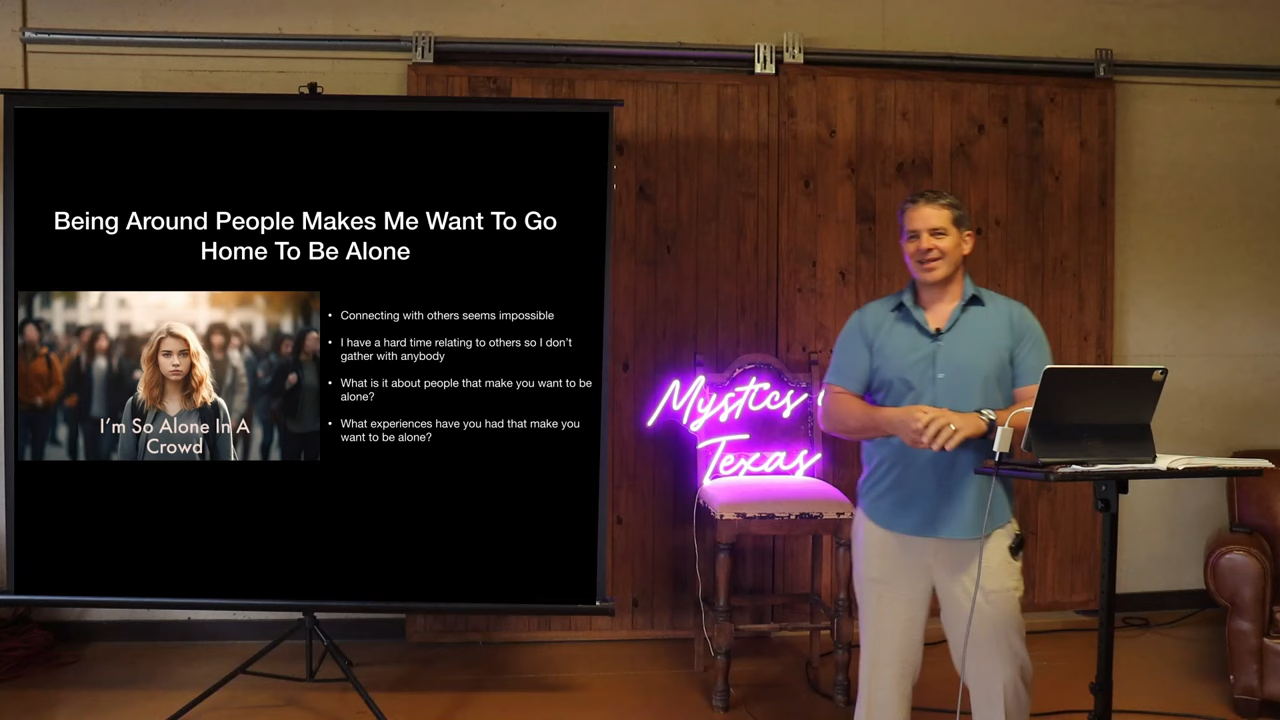 Being Around People Makes Me Want To Go
Home To Be Alone
I'm So Alone In A
Crowd
• Connecting with others seems impossible
• I have a hard time relating to others so I don't
gather with anybody
• What is it about people that make you want to be
alone?
• What experiences have you had that make you
want to be alone?
Mystics
Texas